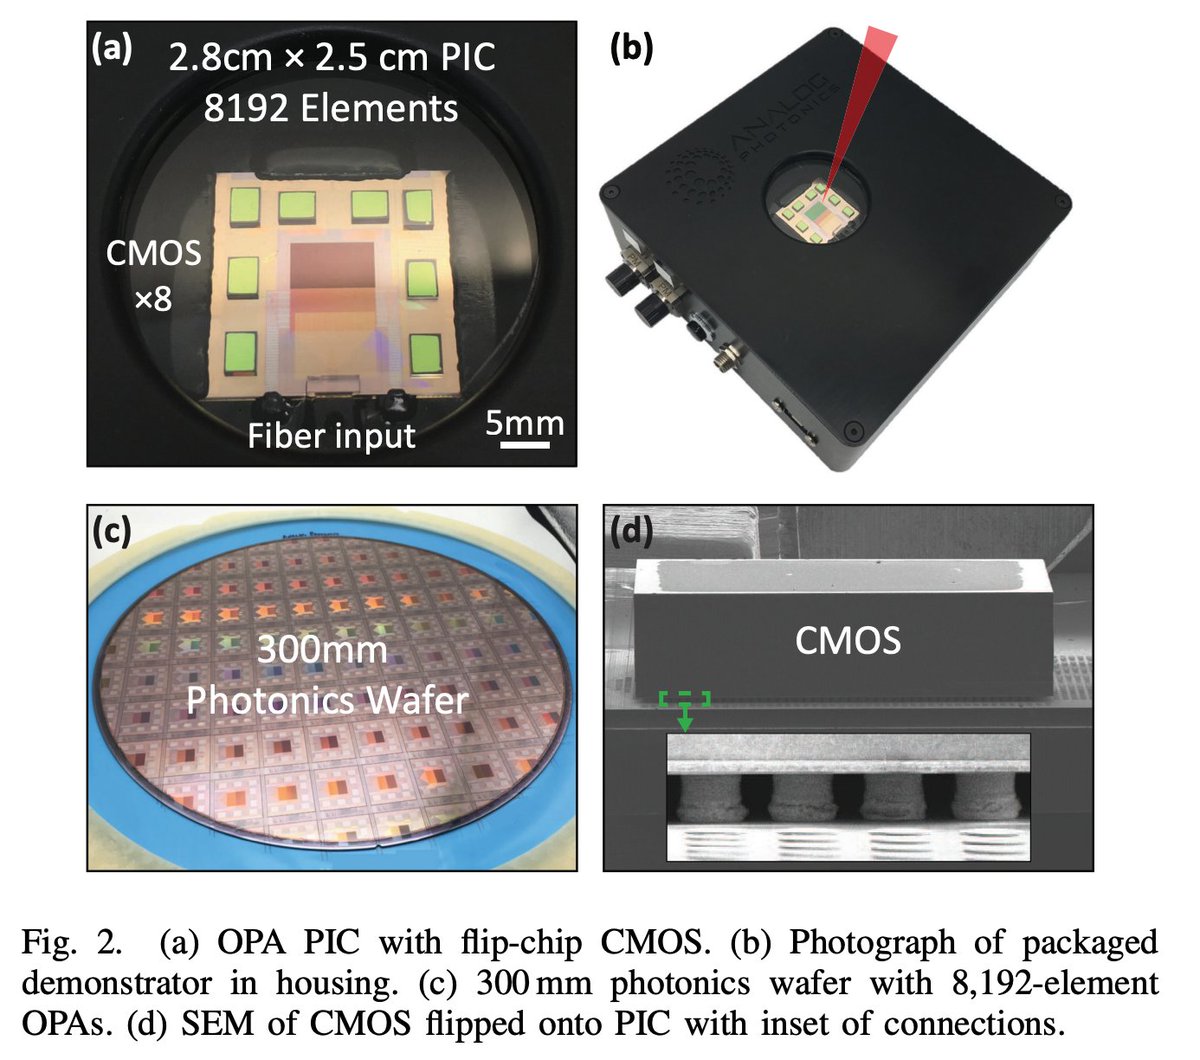 (a)
2.8cm × 2.5 cm PIC
8192 Elements
CMOS
×8
Fiber input
5mm
(b)
ANALOG
PHOTONICS
(c)
300mm
Photonics Wafer
(d)
CMOS
Fig. 2. (a) OPA PIC with flip-chip CMOS. (b) Photograph of packaged
demonstrator in housing. (c) 300 mm photonics wafer with 8,192-element
OPAs. (d) SEM of CMOS flipped onto PIC with inset of connections.